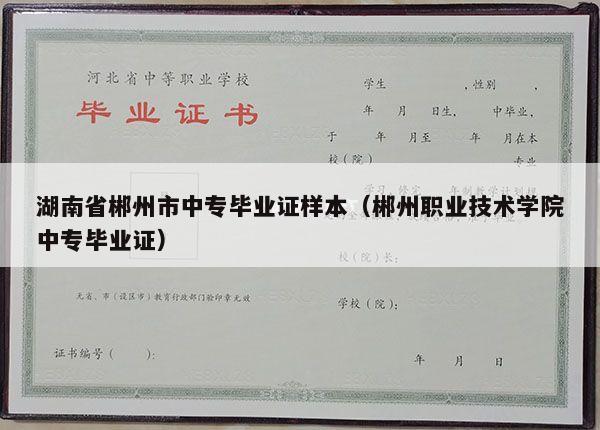 河北省中等职业学校
毕业证书
学生 ，性别 ，
年 月 日生， 中毕业，
于 年 月至 年 月在本
校（院） 专业
湖南省郴州市中专毕业证样本（郴州职业技术学院
中专毕业证）
校（院）长：
无省、市（设区市）教育行政部门验印章无效
学校（院）：
证书编号（ ）：
年 月 日